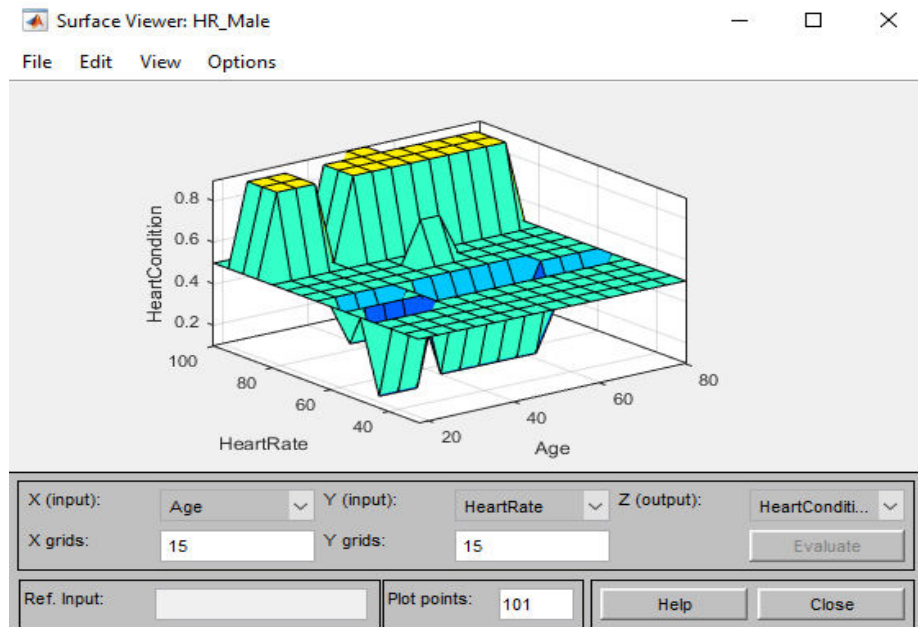 Surface Viewer: HR_Male
File Edit View Options
0.8
0.6
0.4
0.2
HeartCondition
100
80
60
40
HeartRate
20
40
60
80
Age
X (input): Age Y (input): HeartRate Z (output): HeartConditi...
X grids: 15 Y grids: 15 Evaluate
Ref. Input: Plot points: 101 Help Close